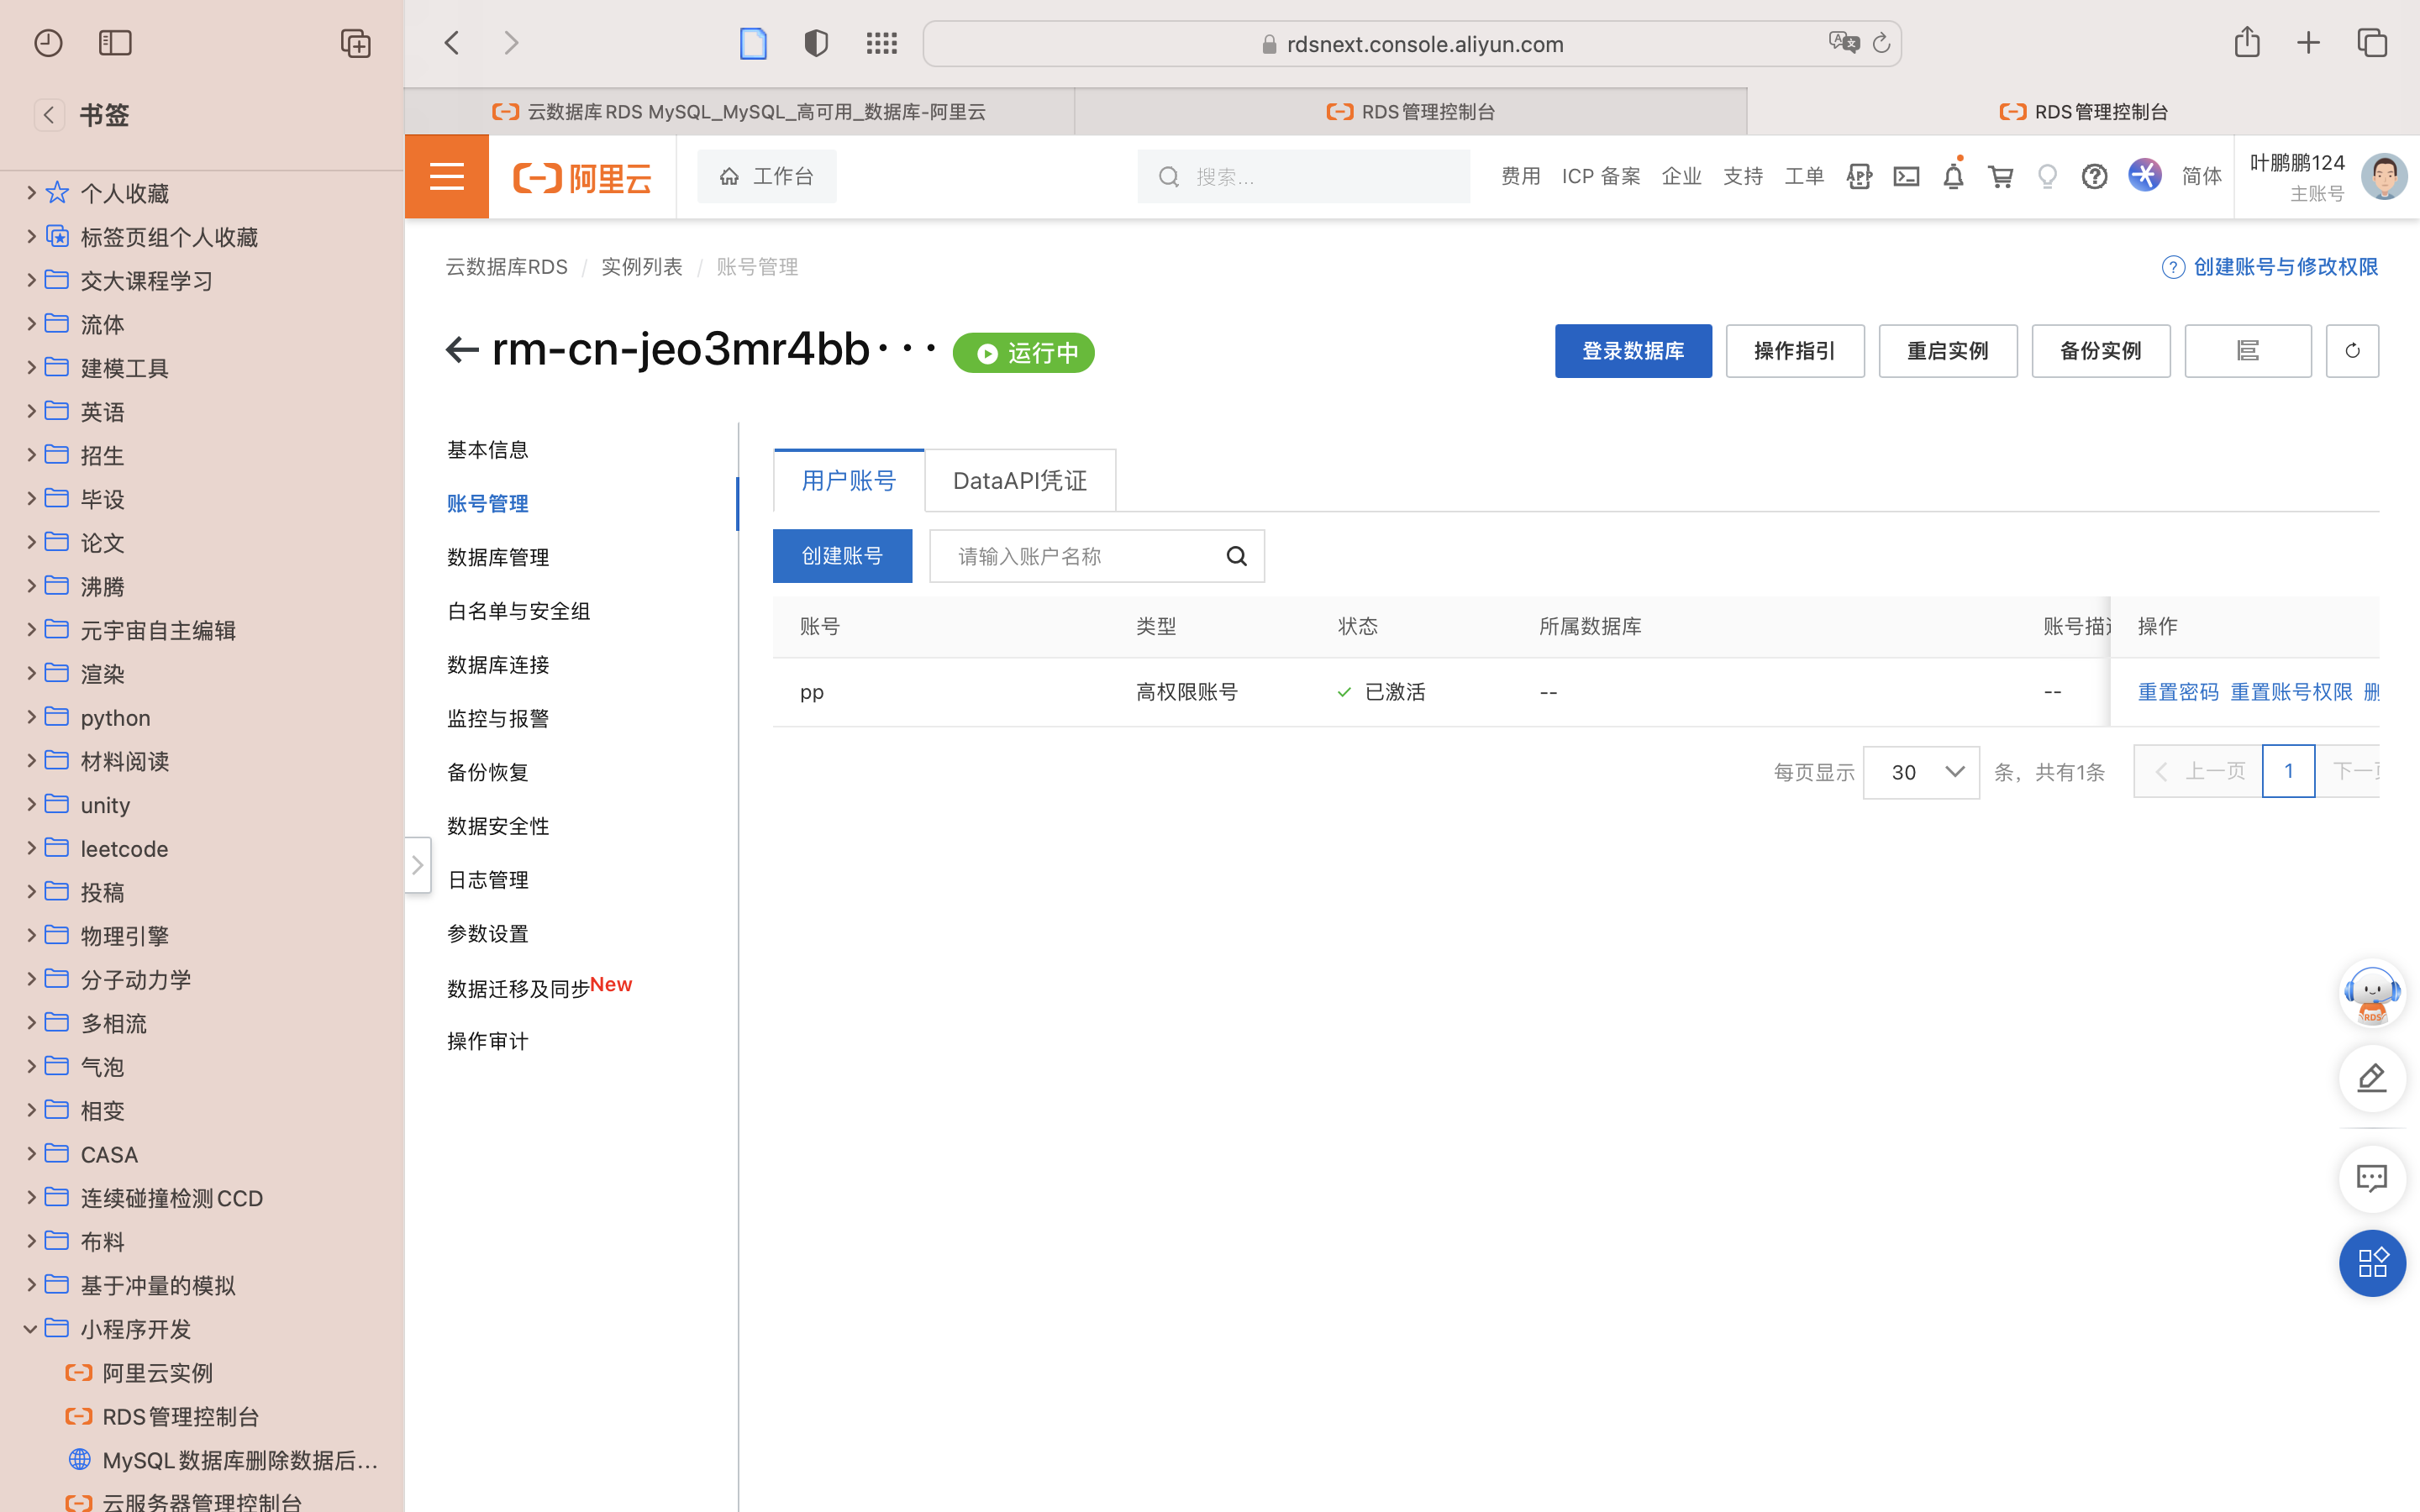 rdsnext.console.aliyun.com
书签
云数据库RDS MySQL_MySQL_高可用_数据库-阿里云
RDS管理控制台
RDS管理控制台
阿里云
工作台
搜索...
费用
ICP 备案
企业
支持
工单
APP
简体
叶鹏鹏124
主账号
个人收藏
标签页组个人收藏
交大课程学习
流体
建模工具
英语
招生
毕设
论文
沸腾
元宇宙自主编辑
渲染
python
材料阅读
unity
leetcode
投稿
物理引擎
分子动力学
多相流
气泡
相变
CASA
连续碰撞检测CCD
布料
基于冲量的模拟
小程序开发
阿里云实例
RDS管理控制台
MySQL数据库删除数据后...
云服务器管理控制台
云数据库RDS / 实例列表 / 账号管理
创建账号与修改权限
rm-cn-jeo3mr4bb···
运行中
登录数据库
操作指引
重启实例
备份实例
基本信息
账号管理
数据库管理
白名单与安全组
数据库连接
监控与报警
备份恢复
数据安全性
日志管理
参数设置
数据迁移及同步New
操作审计
用户账号
DataAPI凭证
创建账号
请输入账户名称
账号 类型 状态 所属数据库 账号描 操作
pp 高权限账号 已激活 -- -- 重置密码 重置账号权限 删
每页显示 30 条，共有1条 上一页 1 下一
RDS